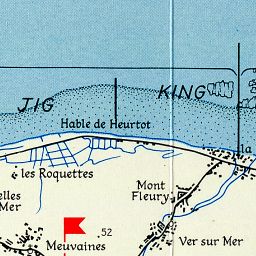 JIG
KING
Hable de Heurtot
la
les Roquettes
elles
Mer
Mont
Fleury
52
Meuvaines
Ver sur Mer